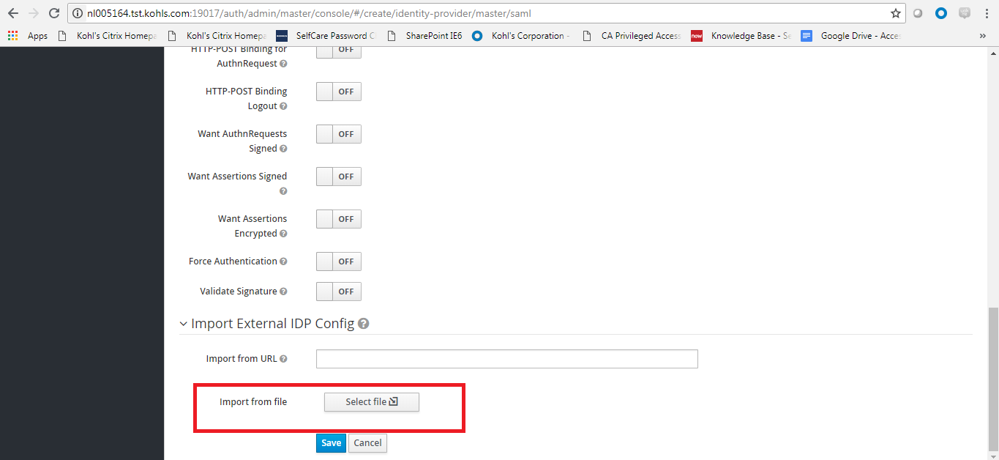 nl005164.tst.kohls.com:19017/auth/admin/master/console/#/create/identity-provider/master/saml
Apps Kohl's Citrix Homepa Kohl's Citrix Homepa SelfCare Password C SharePoint IE6 Kohl's Corporation - CA Privileged Access now Knowledge Base - Se Google Drive - Acces »
HTTP-POST Binding for OFF
AuthnRequest ?
HTTP-POST Binding OFF
Logout ?
Want AuthnRequests OFF
Signed ?
Want Assertions Signed OFF
?
Want Assertions OFF
Encrypted ?
Force Authentication ? OFF
Validate Signature ? OFF
Import External IDP Config ?
Import from URL ?
Import from file Select file
Save Cancel